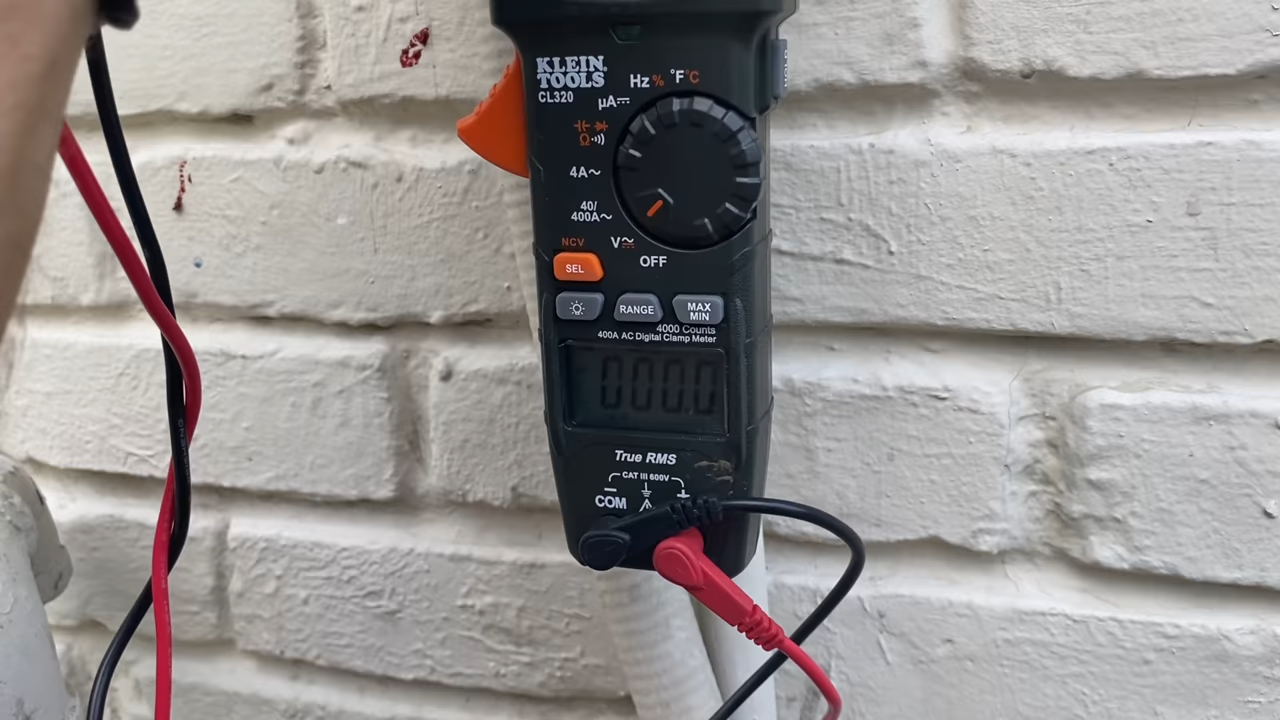 KLEIN
TOOLS
CL320
Hz % °F°C
µA
Ω
4A~
40/
400A~
NCV
V
SEL
OFF
RANGE
MAX
MIN
4000 Counts
400A AC Digital Clamp Meter
000.0
True RMS
CAT III 600V
COM
+